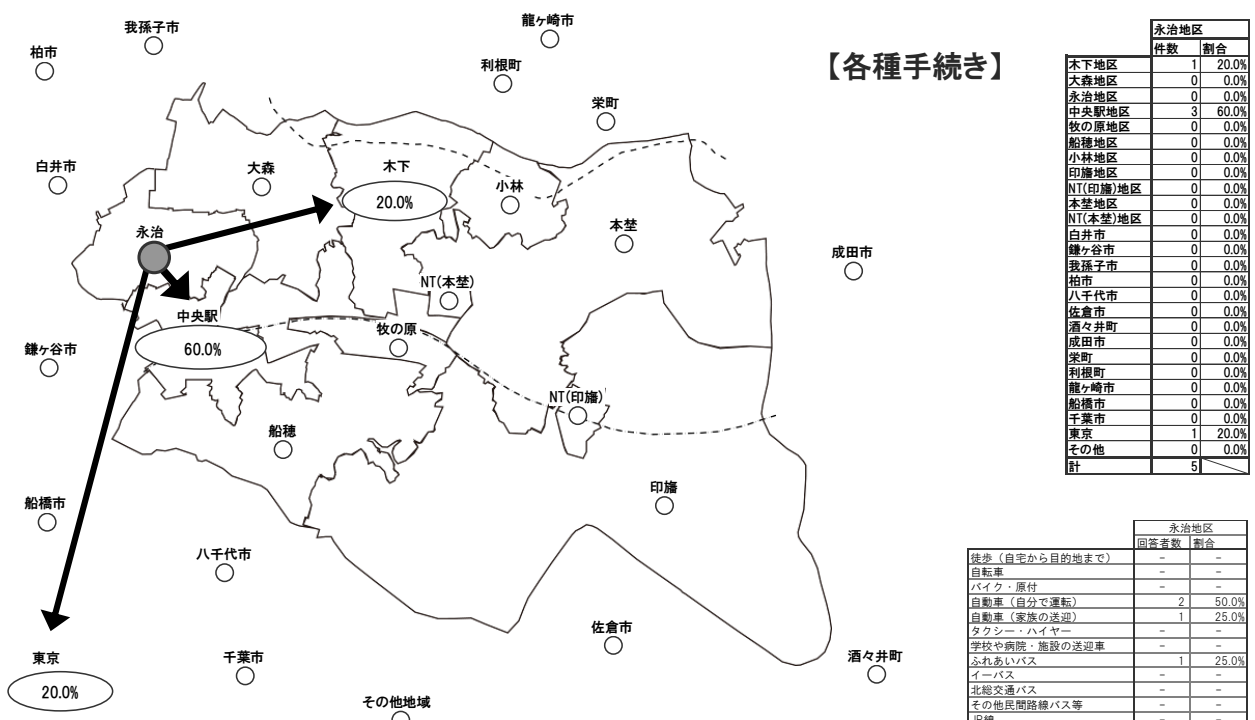 龍ヶ崎市
我孫子市
柏市
【各種手続き】
利根町
栄町
白井市
大森
木下
20.0%
小林
永治
本埜
成田市
NT(本埜)
中央駅
60.0%
牧の原
鎌ヶ谷市
NT(印旛)
船穂
印旛
船橋市
八千代市
佐倉市
東京
20.0%
千葉市
酒々井町
その他地域
永治地区
件数 割合
木下地区 1 20.0%
大森地区 0 0.0%
永治地区 0 0.0%
中央駅地区 3 60.0%
牧の原地区 0 0.0%
船穂地区 0 0.0%
小林地区 0 0.0%
印旛地区 0 0.0%
NT(印旛)地区 0 0.0%
本埜地区 0 0.0%
NT(本埜)地区 0 0.0%
白井市 0 0.0%
鎌ヶ谷市 0 0.0%
我孫子市 0 0.0%
柏市 0 0.0%
八千代市 0 0.0%
佐倉市 0 0.0%
酒々井町 0 0.0%
成田市 0 0.0%
栄町 0 0.0%
利根町 0 0.0%
龍ヶ崎市 0 0.0%
船橋市 0 0.0%
千葉市 0 0.0%
東京 1 20.0%
その他 0 0.0%
計 5
永治地区
回答者数 割合
徒歩（自宅から目的地まで） － －
自転車 － －
バイク・原付 － －
自動車（自分で運転） 2 50.0%
自動車（家族の送迎） 1 25.0%
タクシー・ハイヤー － －
学校や病院・施設の送迎車 － －
ふれあいバス 1 25.0%
イーバス － －
北総交通バス － －
その他民間路線バス等 － －
JR線 － －